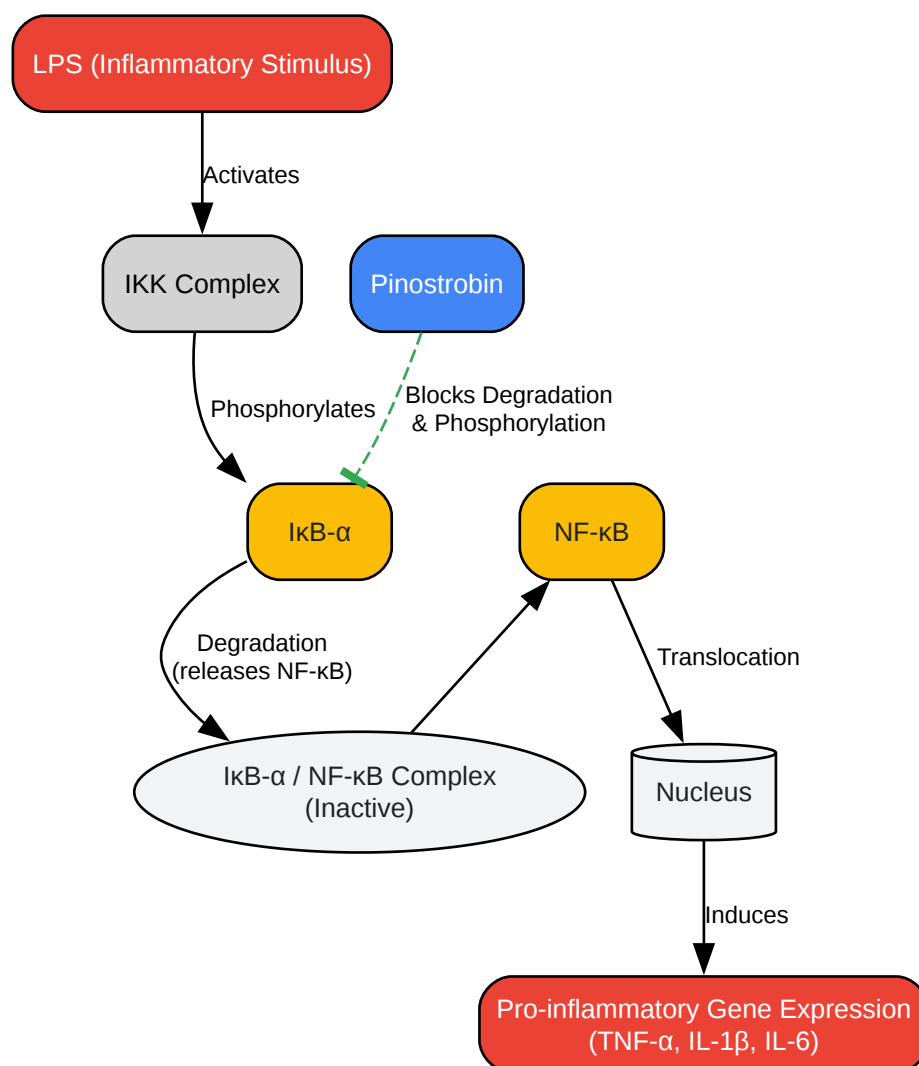 LPS (Inflammatory Stimulus)
Activates
IKK Complex
Pinostrobin
Phosphorylates
Blocks Degradation
& Phosphorylation
IκB-α
NF-κB
Degradation
(releases NF-κB)
Translocation
IκB-α / NF-κB Complex
(Inactive)
Nucleus
Induces
Pro-inflammatory Gene Expression
(TNF-α, IL-1β, IL-6)